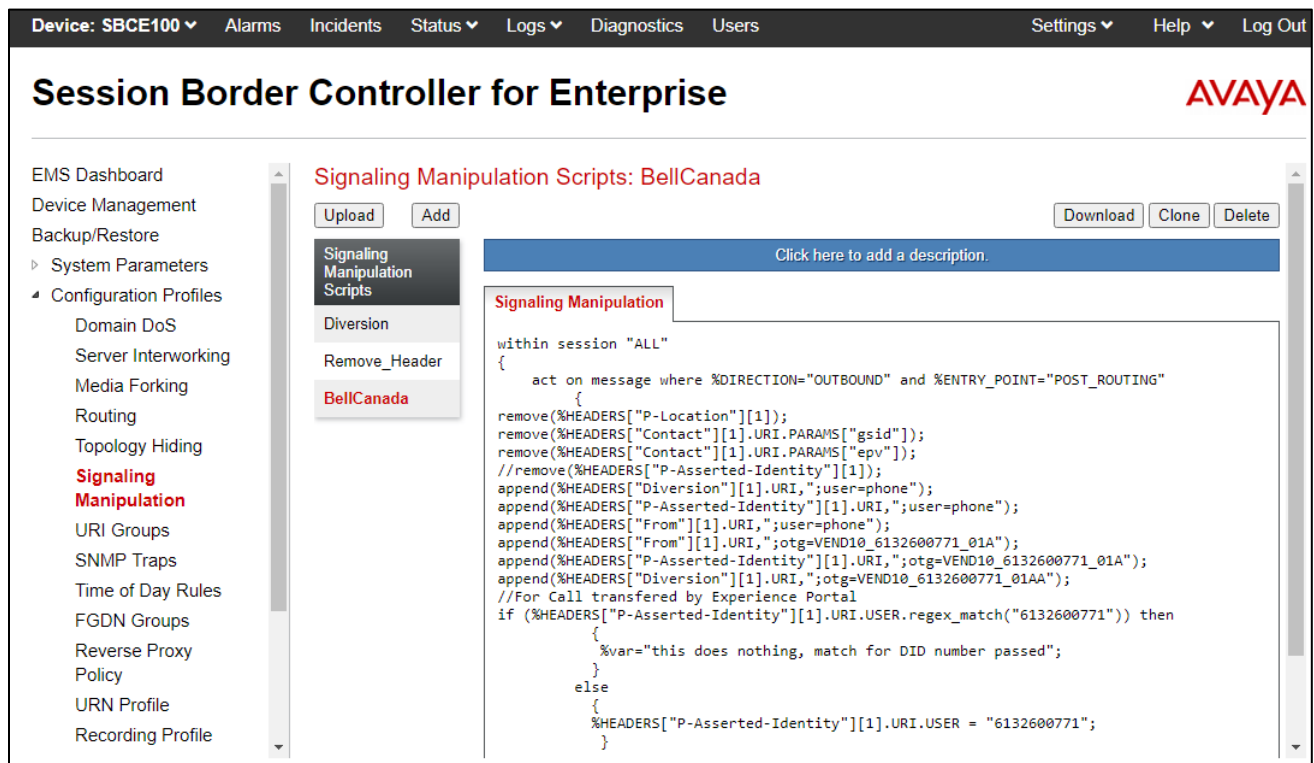 Device: SBCE100 Alarms Incidents Status Logs Diagnostics Users Settings Help Log Out
Session Border Controller for Enterprise
AVAYA
EMS Dashboard
Device Management
Backup/Restore
System Parameters
Configuration Profiles
Domain DoS
Server Interworking
Media Forking
Routing
Topology Hiding
Signaling
Manipulation
URI Groups
SNMP Traps
Time of Day Rules
FGDN Groups
Reverse Proxy
Policy
URN Profile
Recording Profile
Signaling Manipulation Scripts: BellCanada
Upload Add Download Clone Delete
Signaling
Manipulation
Scripts
Diversion
Remove_Header
BellCanada
Click here to add a description.
Signaling Manipulation
within session "ALL"
{
act on message where %DIRECTION="OUTBOUND" and %ENTRY_POINT="POST_ROUTING"
{
remove(%HEADERS["P-Location"][1]);
remove(%HEADERS["Contact"][1].URI.PARAMS["gsid"]);
remove(%HEADERS["Contact"][1].URI.PARAMS["epv"]);
//remove(%HEADERS["P-Asserted-Identity"][1]);
append(%HEADERS["Diversion"][1].URI,";user=phone");
append(%HEADERS["P-Asserted-Identity"][1].URI,";user=phone");
append(%HEADERS["From"][1].URI,";user=phone");
append(%HEADERS["From"][1].URI,";otg=VEND10_6132600771_01A");
append(%HEADERS["P-Asserted-Identity"][1].URI,";otg=VEND10_6132600771_01A");
append(%HEADERS["Diversion"][1].URI,";otg=VEND10_6132600771_01AA");
//For Call transfered by Experience Portal
if (%HEADERS["P-Asserted-Identity"][1].URI.USER.regex_match("6132600771")) then
{
%var="this does nothing, match for DID number passed";
}
else
{
%HEADERS["P-Asserted-Identity"][1].URI.USER = "6132600771";
}